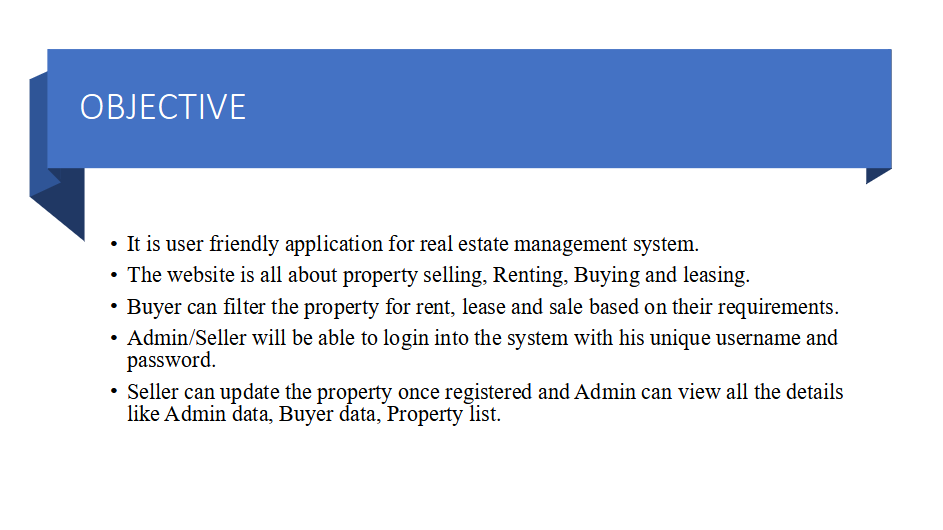 OBJECTIVE
• It is user friendly application for real estate management system.
• The website is all about property selling, Renting, Buying and leasing.
• Buyer can filter the property for rent, lease and sale based on their requirements.
• Admin/Seller will be able to login into the system with his unique username and
password.
• Seller can update the property once registered and Admin can view all the details
like Admin data, Buyer data, Property list.